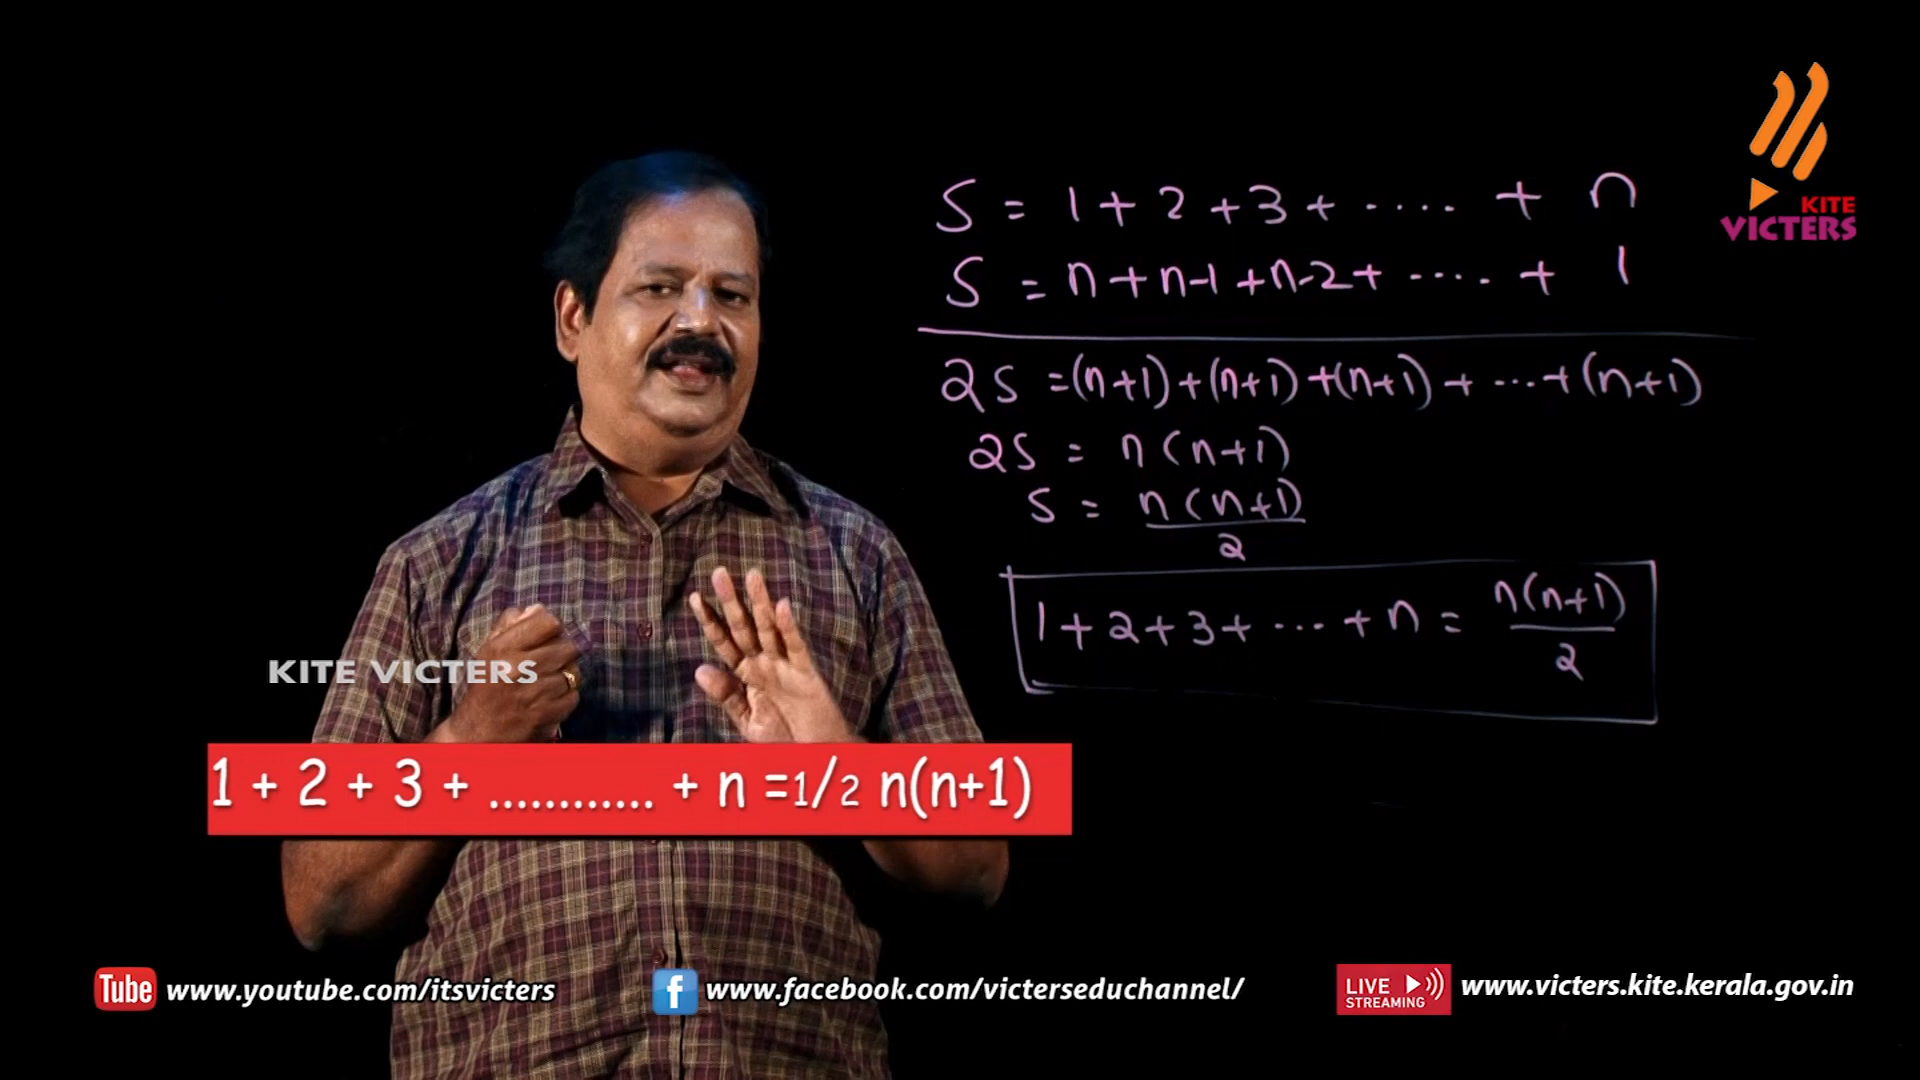 S = 1 + 2 + 3 + .... + n
S = n + n-1 + n-2 + .... + 1
2S = (n+1) + (n+1) + (n+1) + ... + (n+1)
2S = n (n+1)
S = n (n+1)
2
1 + 2 + 3 + ... + n = n(n+1)
2
KITE
VICTERS
KITE VICTERS
1 + 2 + 3 + ............ + n =1/2 n(n+1)
Tube www.youtube.com/itsvicters
f www.facebook.com/victerseduchannel/
LIVE
STREAMING
www.victers.kite.kerala.gov.in